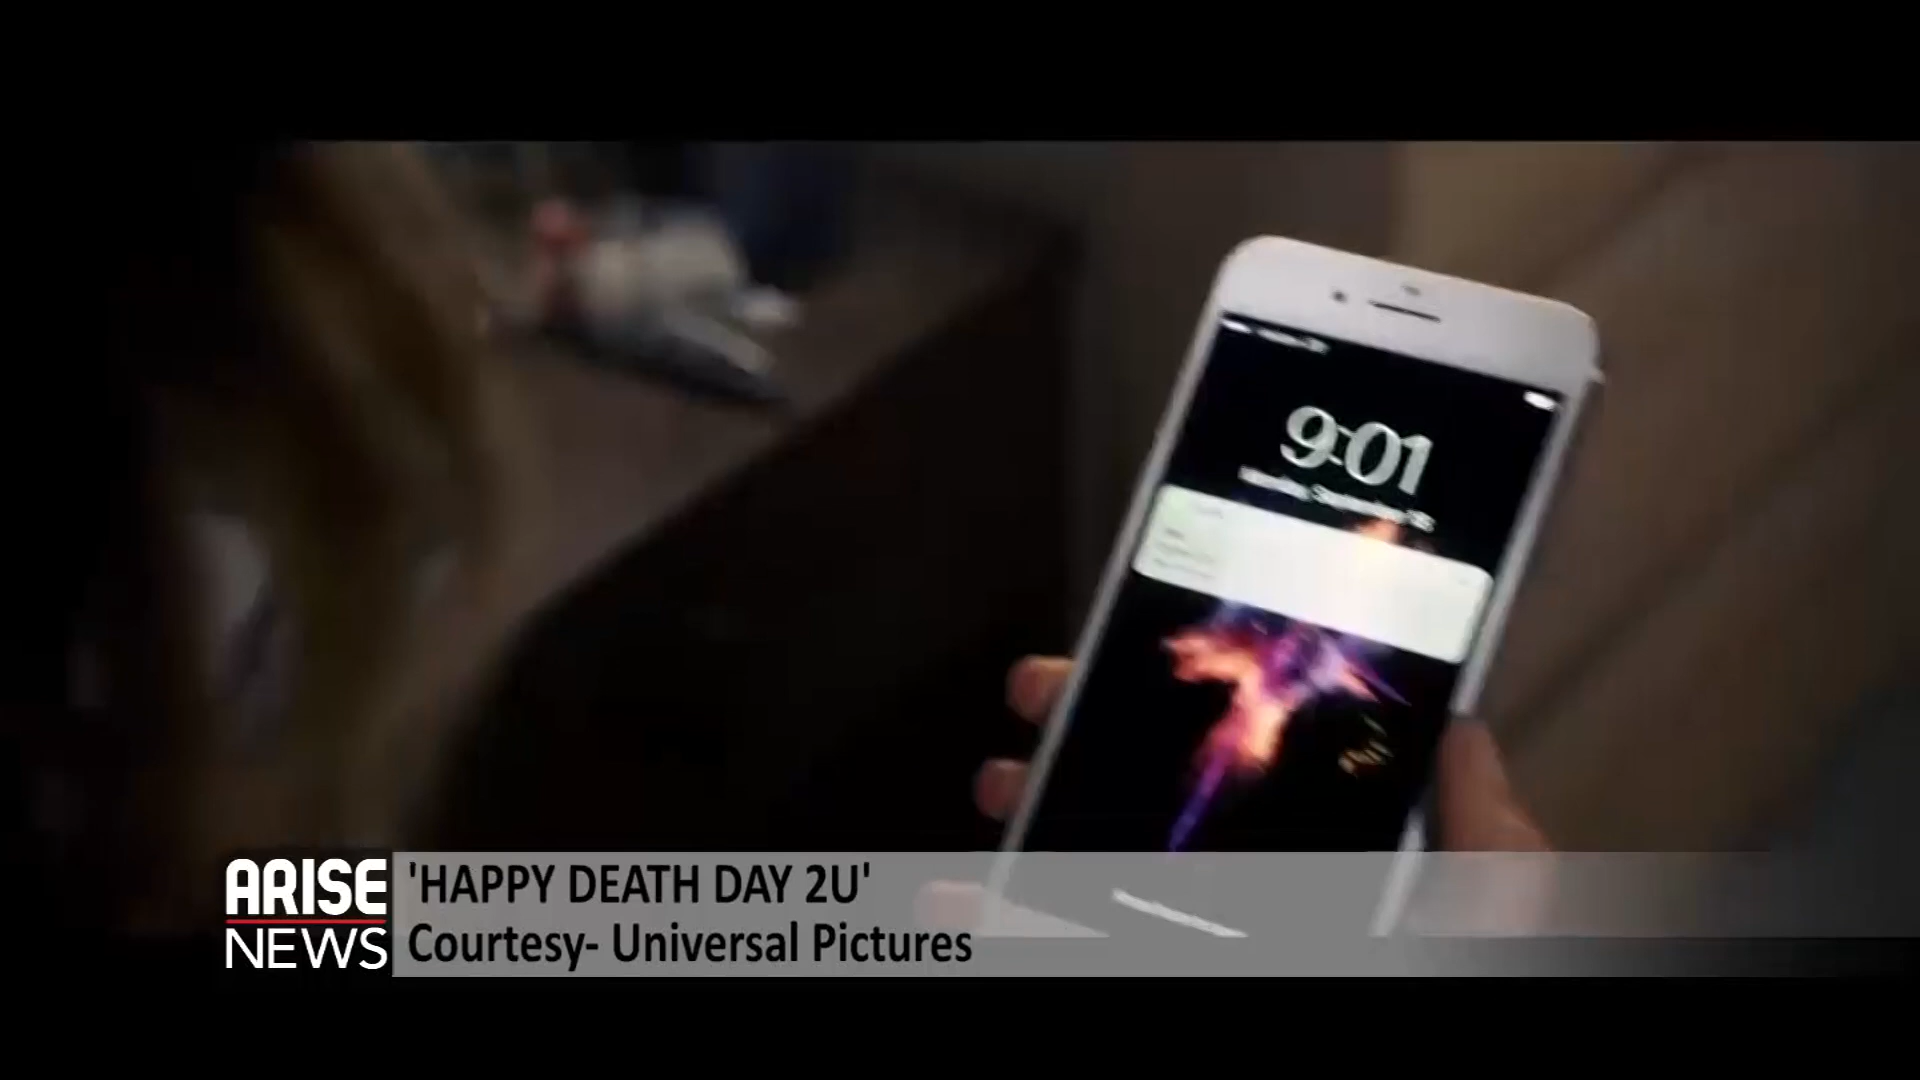 9:01
ARISE
NEWS
'HAPPY DEATH DAY 2U'
Courtesy- Universal Pictures